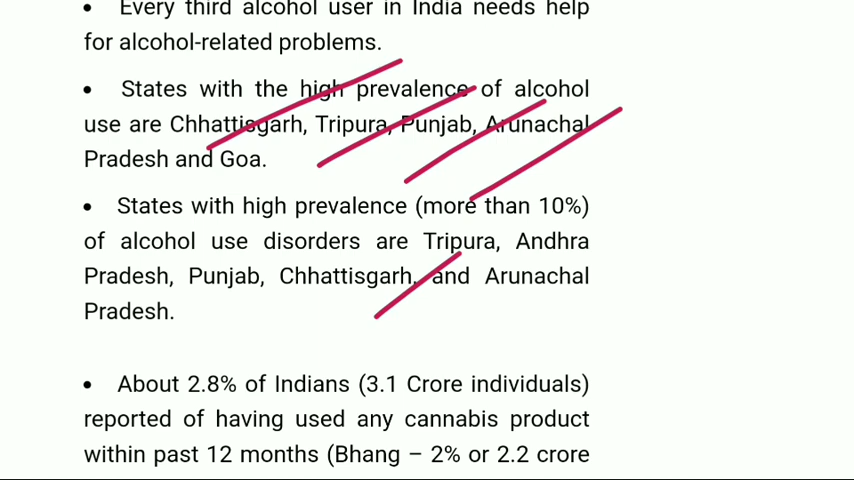 • Every third alcohol user in India needs help
for alcohol-related problems.
• States with the high prevalence of alcohol
use are Chhattisgarh, Tripura, Punjab, Arunachal
Pradesh and Goa.
• States with high prevalence (more than 10%)
of alcohol use disorders are Tripura, Andhra
Pradesh, Punjab, Chhattisgarh, and Arunachal
Pradesh.
• About 2.8% of Indians (3.1 Crore individuals)
reported of having used any cannabis product
within past 12 months (Bhang – 2% or 2.2 crore